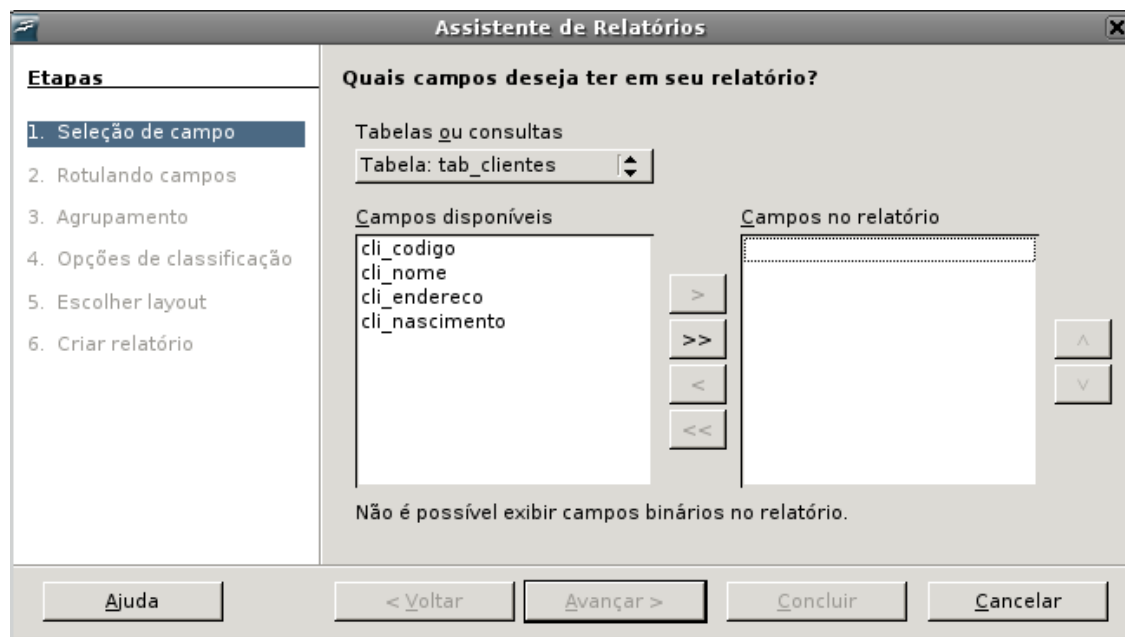 Assistente de Relatórios
Etapas
1. Seleção de campo
2. Rotulando campos
3. Agrupamento
4. Opções de classificação
5. Escolher layout
6. Criar relatório
Quais campos deseja ter em seu relatório?
Tabelas ou consultas
Tabela: tab_clientes
Campos disponíveis
cli_codigo
cli_nome
cli_endereco
cli_nascimento
>
>>
<
<<
Campos no relatório
^
v
Não é possível exibir campos binários no relatório.
Ajuda
< Voltar
Avançar >
Concluir
Cancelar